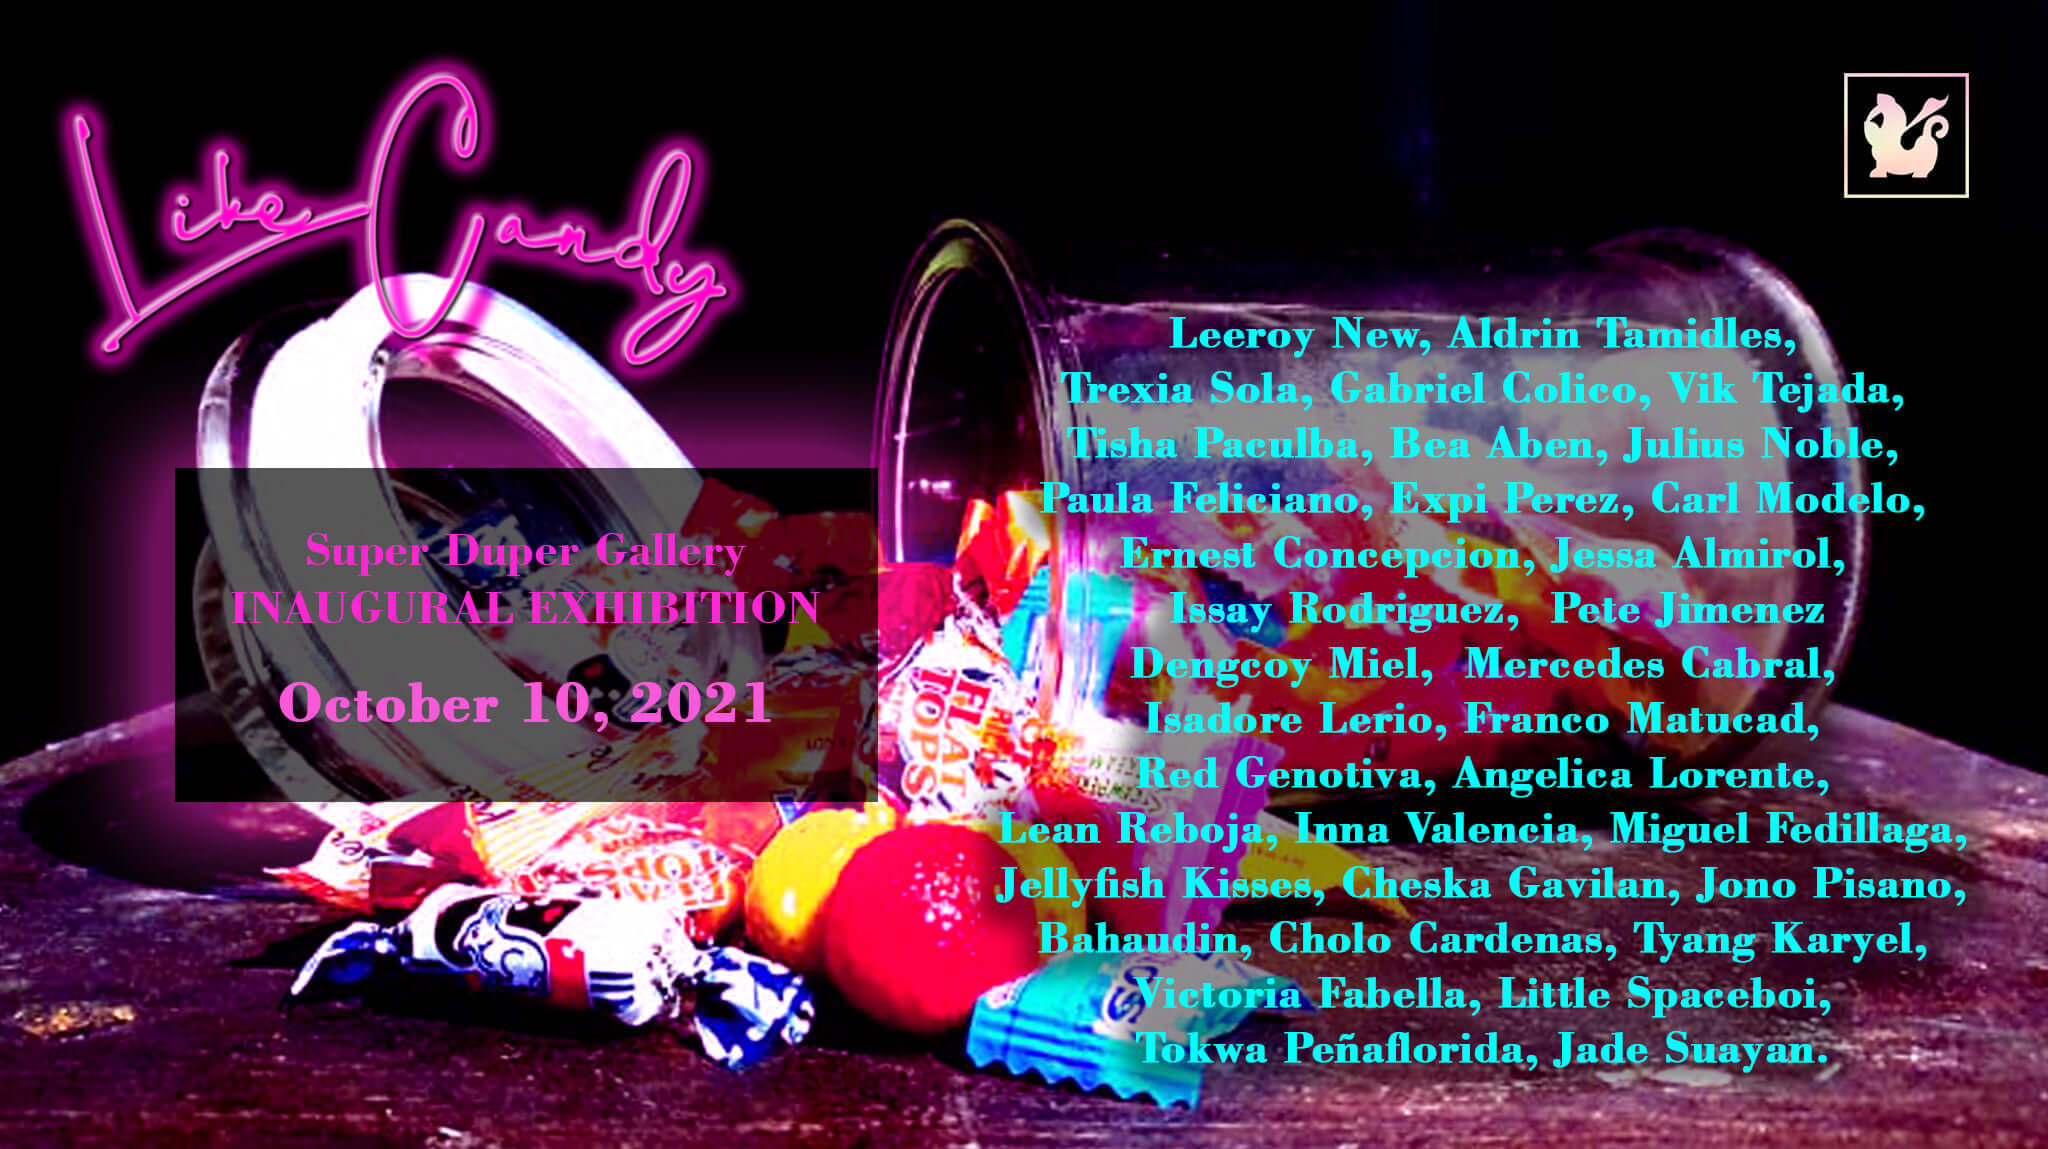 Like Candy
Super Duper Gallery
INAUGURAL EXHIBITION
October 10, 2021
Leeroy New, Aldrin Tamidles,
Trexia Sola, Gabriel Colico, Vik Tejada,
Tisha Paculba, Bea Aben, Julius Noble,
Paula Feliciano, Expi Perez, Carl Modelo,
Ernest Concepcion, Jessa Almirol,
Issay Rodriguez, Pete Jimenez
Dengcoy Miel, Mercedes Cabral,
Isadore Lerio, Franco Matucad,
Red Genotiva, Angelica Lorente,
Lean Reboja, Inna Valencia, Miguel Fedillaga,
Jellyfish Kisses, Cheska Gavilan, Jono Pisano,
Bahaudin, Cholo Cardenas, Tyang Karyel,
Victoria Fabella, Little Spaceboi,
Tokwa Peñaflorida, Jade Suayan.
FLAT
TOPS
TOPS